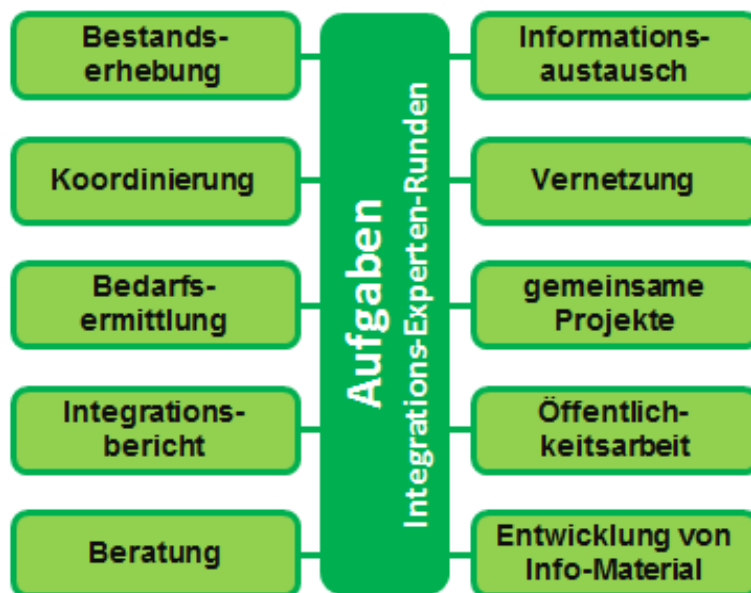 Bestands-
erhebung
Koordinierung
Bedarfs-
ermittlung
Integrations-
bericht
Beratung
Aufgaben
Integrations-Experten-Runden
Informations-
austausch
Vernetzung
gemeinsame
Projekte
Öffentlich-
keitsarbeit
Entwicklung von
Info-Material